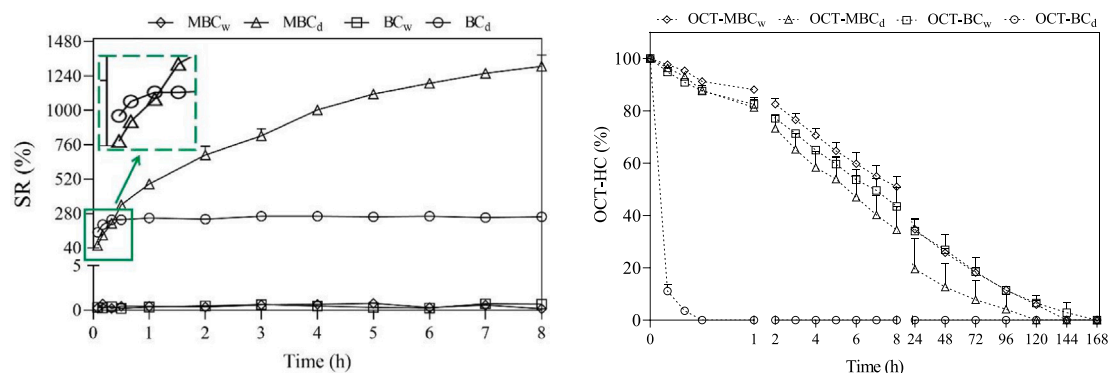 MBCw MBCd BCw BCd
1480
1240
1000
760
520
280
40
5
0
SR (%)
0 1 2 3 4 5 6 7 8
Time (h)
OCT-MBCw OCT-MBCd OCT-BCw OCT-BCd
100
80
60
40
20
0
OCT-HC (%)
0 1 2 4 6 8 24 48 72 96 120 144 168
Time (h)